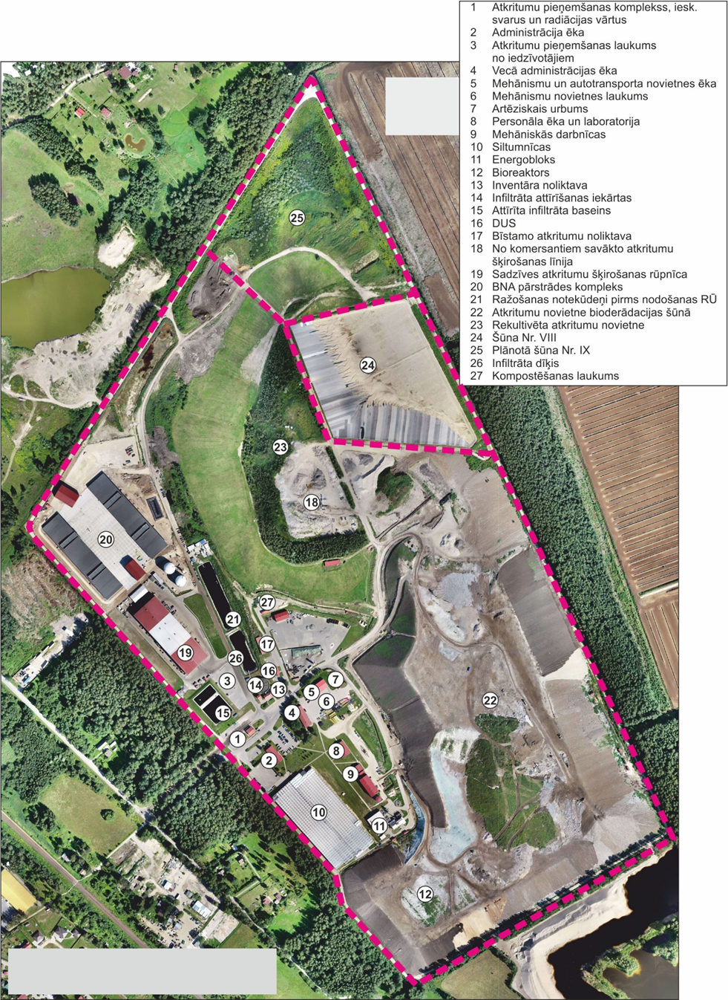 1 Atkritumu pieņemšanas komplekss, iesk.
svarus un radiācijas vārtus
2 Administrācija ēka
3 Atkritumu pieņemšanas laukums
no iedzīvotājiem
4 Vecā administrācijas ēka
5 Mehānismu un autotransporta novietnes ēka
6 Mehānismu novietnes laukums
7 Artēziskais urbums
8 Personāla ēka un laboratorija
9 Mehāniskās darbnīcas
10 Siltumnīcas
11 Energobloks
12 Bioreaktors
13 Inventāra noliktava
14 Infiltrāta attīrīšanas iekārtas
15 Attīrīta infiltrāta baseins
16 DUS
17 Bīstamo atkritumu noliktava
18 No komersantiem savākto atkritumu
šķirošanas līnija
19 Sadzīves atkritumu šķirošanas rūpnīca
20 BNA pārstrādes kompleks
21 Ražošanas notekūdeņi pirms nodošanas RŪ
22 Atkritumu novietne bioderādacijas šūnā
23 Rekultivēta atkritumu novietne
24 Šūna Nr. VIII
25 Plānotā šūna Nr. IX
26 Infiltrāta dīķis
27 Kompostēšanas laukums
25
24
23
18
20
27
21
17
19
26
16
3
14
13
7
5
6
22
15
4
1
8
2
9
10
11
12